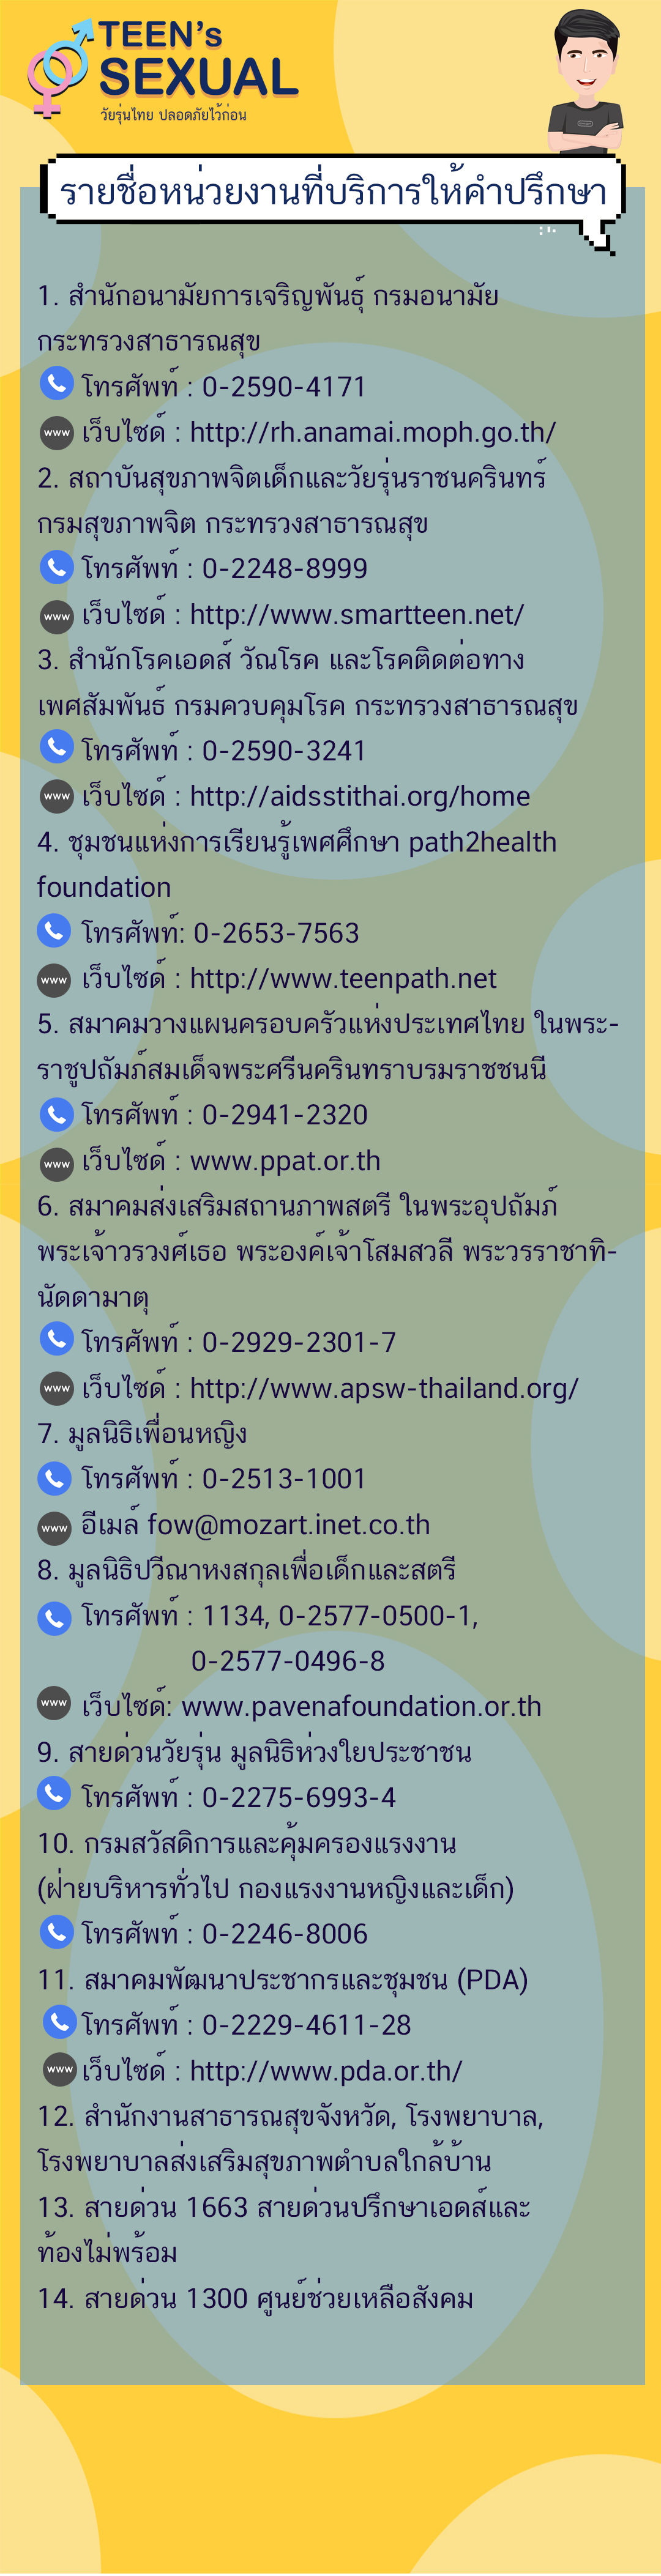 TEEN's
SEXUAL
วัยรุ่นไทย ปลอดภัยไว้ก่อน
รายชื่อหน่วยงานที่บริการให้คำปรึกษา
1. สำนักอนามัยการเจริญพันธุ์ กรมอนามัย
กระทรวงสาธารณสุข
โทรศัพท์ : 0-2590-4171
www เว็บไซด์ : http://rh.anamai.moph.go.th/
2. สถาบันสุขภาพจิตเด็กและวัยรุ่นราชนครินทร์
กรมสุขภาพจิต กระทรวงสาธารณสุข
โทรศัพท์ : 0-2248-8999
www เว็บไซด์ : http://www.smartteen.net/
3. สำนักโรคเอดส์ วัณโรค และโรคติดต่อทาง
เพศสัมพันธ์ กรมควบคุมโรค กระทรวงสาธารณสุข
โทรศัพท์ : 0-2590-3241
www เว็บไซด์ : http://aidsstithai.org/home
4. ชุมชนแห่งการเรียนรู้เพศศึกษา path2health
foundation
โทรศัพท์: 0-2653-7563
www เว็บไซด์ : http://www.teenpath.net
5. สมาคมวางแผนครอบครัวแห่งประเทศไทย ในพระ-
ราชูปถัมภ์สมเด็จพระศรีนครินทราบรมราชชนนี
โทรศัพท์ : 0-2941-2320
www เว็บไซด์ : www.ppat.or.th
6. สมาคมส่งเสริมสถานภาพสตรี ในพระอุปถัมภ์
พระเจ้าวรวงศ์เธอ พระองค์เจ้าโสมสวลี พระวรราชาทิ-
นัดดามาตุ
โทรศัพท์ : 0-2929-2301-7
www เว็บไซด์ : http://www.apsw-thailand.org/
7. มูลนิธิเพื่อนหญิง
โทรศัพท์ : 0-2513-1001
www อีเมล์ fow@mozart.inet.co.th
8. มูลนิธิปวีณาหงสกุลเพื่อเด็กและสตรี
โทรศัพท์ : 1134, 0-2577-0500-1,
0-2577-0496-8
www เว็บไซด์: www.pavenafoundation.or.th
9. สายด่วนวัยรุ่น มูลนิธิห่วงใยประชาชน
โทรศัพท์ : 0-2275-6993-4
10. กรมสวัสดิการและคุ้มครองแรงงาน
(ฝ่ายบริหารทั่วไป กองแรงงานหญิงและเด็ก)
โทรศัพท์ : 0-2246-8006
11. สมาคมพัฒนาประชากรและชุมชน (PDA)
โทรศัพท์ : 0-2229-4611-28
www เว็บไซด์ : http://www.pda.or.th/
12. สำนักงานสาธารณสุขจังหวัด, โรงพยาบาล,
โรงพยาบาลส่งเสริมสุขภาพตำบลใกล้บ้าน
13. สายด่วน 1663 สายด่วนปรึกษาเอดส์และ
ท้องไม่พร้อม
14. สายด่วน 1300 ศูนย์ช่วยเหลือสังคม